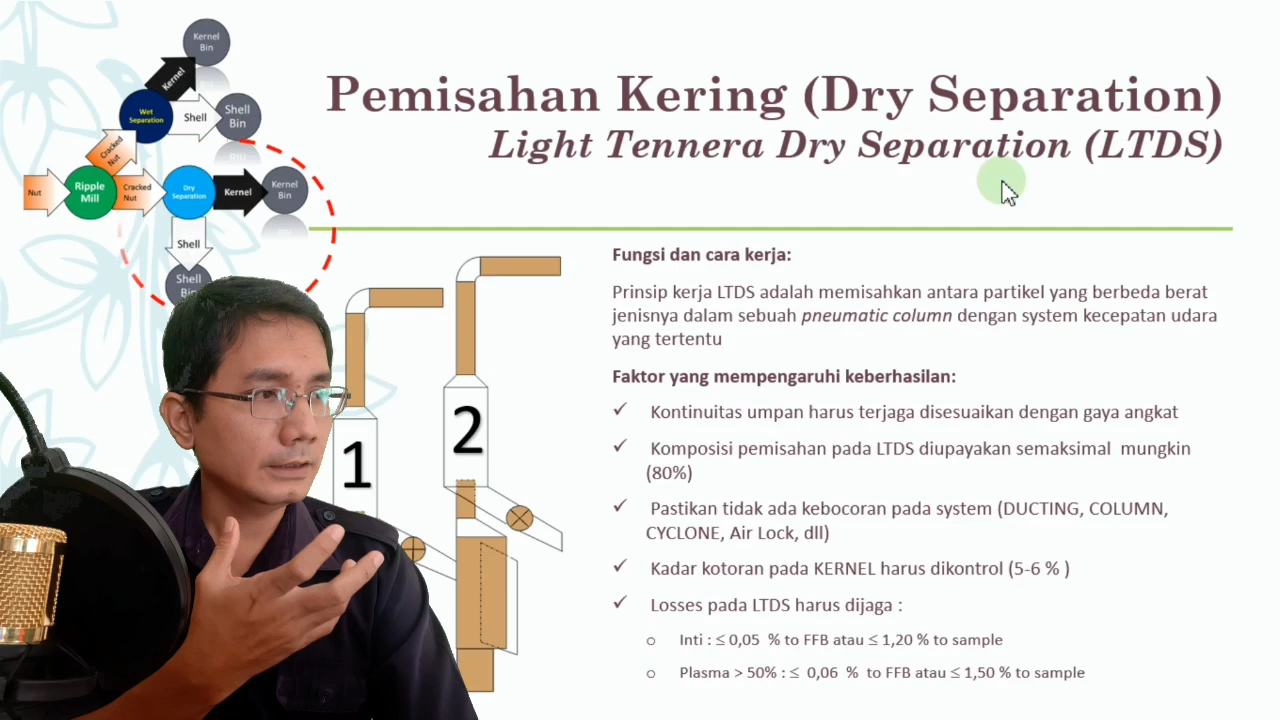 Kernel
Bin
Kernel
Wet
Separation
Shell
Shell
Bin
Cracked
Nut
Nut
Ripple
Mill
Cracked
Nut
Dry
Separation
Kernel
Kernel
Bin
Shell
Shell
Pemisahan Kering (Dry Separation)
Light Tennera Dry Separation (LTDS)
1
2
Fungsi dan cara kerja:
Prinsip kerja LTDS adalah memisahkan antara partikel yang berbeda berat
jenisnya dalam sebuah pneumatic column dengan system kecepatan udara
yang tertentu
Faktor yang mempengaruhi keberhasilan:
✓ Kontinuitas umpan harus terjaga disesuaikan dengan gaya angkat
✓ Komposisi pemisahan pada LTDS diupayakan semaksimal mungkin
(80%)
✓ Pastikan tidak ada kebocoran pada system (DUCTING, COLUMN,
CYCLONE, Air Lock, dll)
✓ Kadar kotoran pada KERNEL harus dikontrol (5-6 % )
✓ Losses pada LTDS harus dijaga :
o Inti : ≤ 0,05 % to FFB atau ≤ 1,20 % to sample
o Plasma > 50% : ≤ 0,06 % to FFB atau ≤ 1,50 % to sample